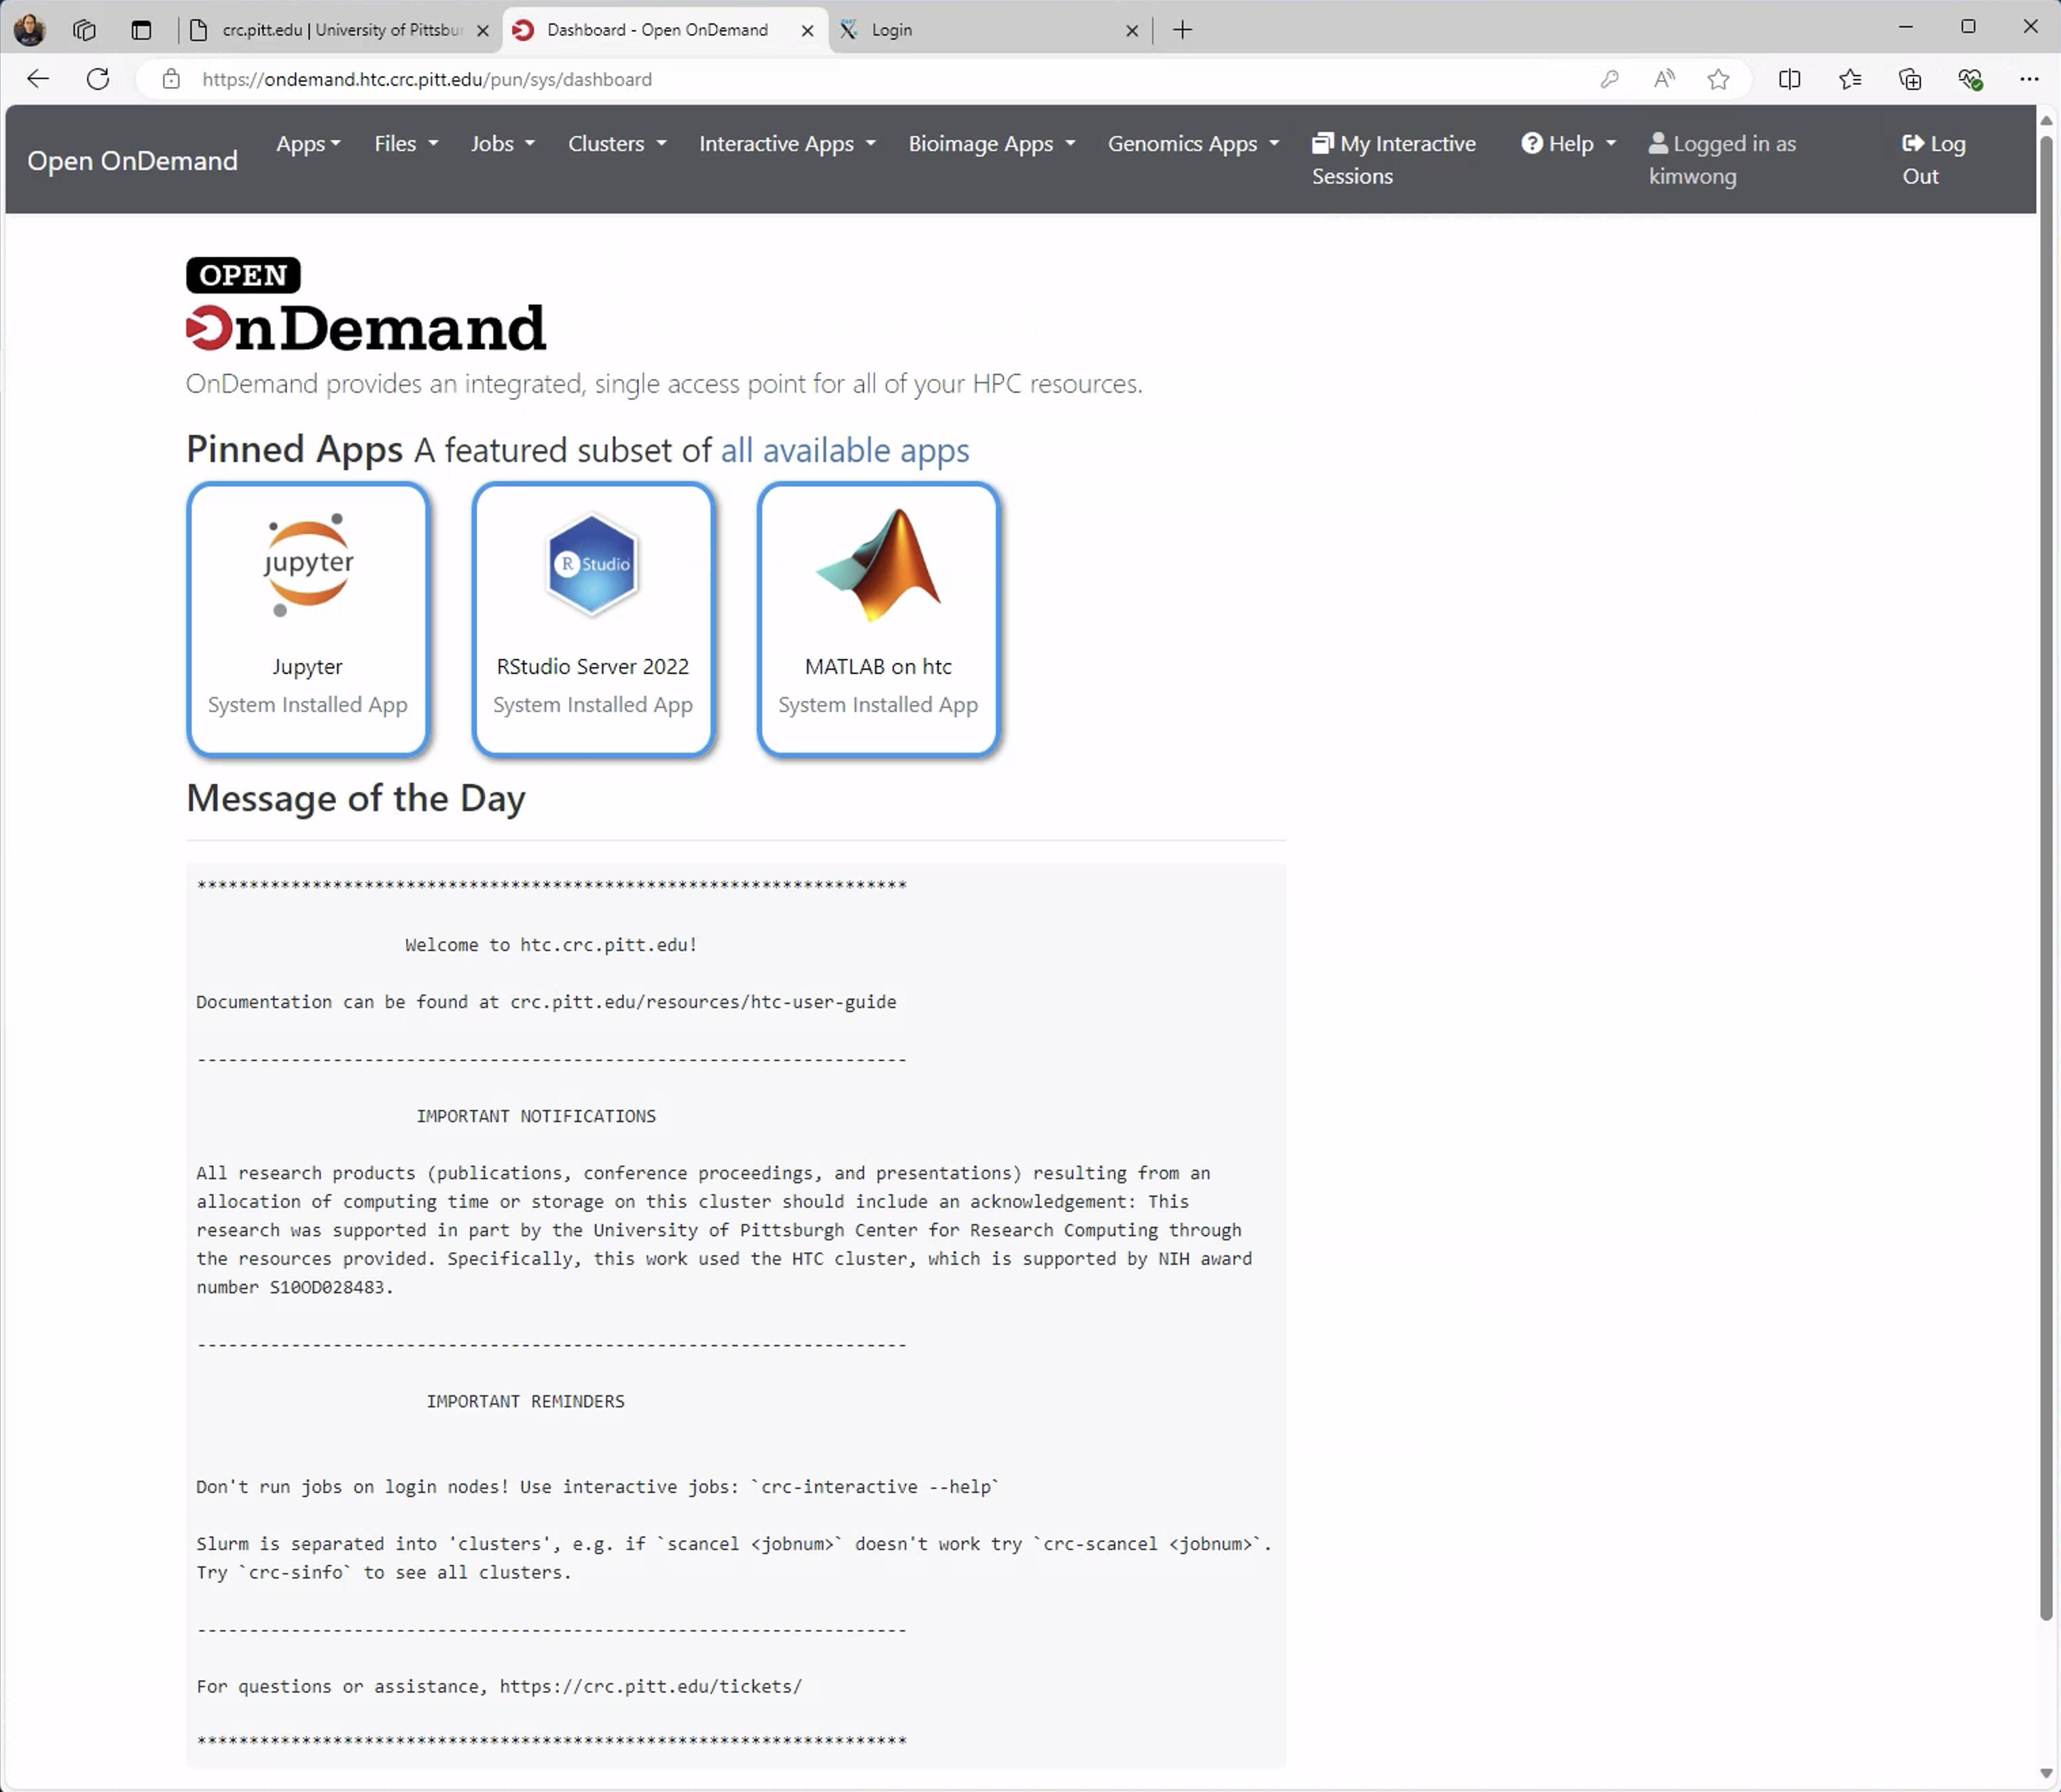 crc.pitt.edu | University of Pittsbur
Dashboard - Open OnDemand
Login
https://ondemand.htc.crc.pitt.edu/pun/sys/dashboard
Open OnDemand
Apps
Files
Jobs
Clusters
Interactive Apps
Bioimage Apps
Genomics Apps
My Interactive
Sessions
Help
Logged in as
kimwong
Log
Out
OPEN
OnDemand
OnDemand provides an integrated, single access point for all of your HPC resources.
Pinned Apps A featured subset of all available apps
jupyter
R Studio
Jupyter
System Installed App
RStudio Server 2022
System Installed App
MATLAB on htc
System Installed App
Message of the Day
********************************************************************
Welcome to htc.crc.pitt.edu!
Documentation can be found at crc.pitt.edu/resources/htc-user-guide
--------------------------------------------------------------------
IMPORTANT NOTIFICATIONS
All research products (publications, conference proceedings, and presentations) resulting from an
allocation of computing time or storage on this cluster should include an acknowledgement: This
research was supported in part by the University of Pittsburgh Center for Research Computing through
the resources provided. Specifically, this work used the HTC cluster, which is supported by NIH award
number S10OD028483.
--------------------------------------------------------------------
IMPORTANT REMINDERS
Don't run jobs on login nodes! Use interactive jobs: `crc-interactive --help`
Slurm is separated into 'clusters', e.g. if `scancel <jobnum>` doesn't work try `crc-scancel <jobnum>`.
Try `crc-sinfo` to see all clusters.
--------------------------------------------------------------------
For questions or assistance, https://crc.pitt.edu/tickets/
********************************************************************